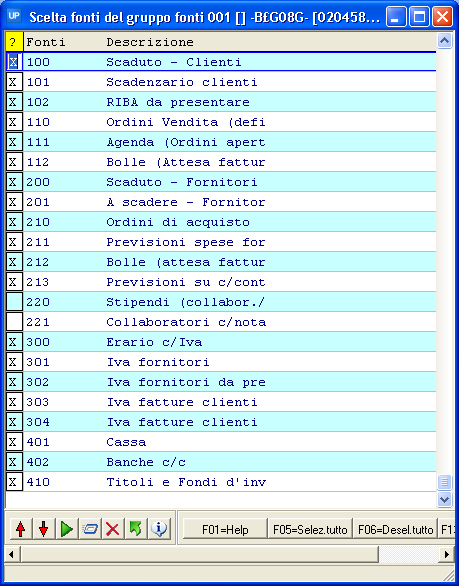 UP Scelta fonti del gruppo fonti 001 [] -B£G08G- [020458...
? Fonti Descrizione
X 100 Scaduto - Clienti
X 101 Scadenzario clienti
X 102 RIBA da presentare
X 110 Ordini Vendita (defi
X 111 Agenda (Ordini apert
X 112 Bolle (Attesa fattur
X 200 Scaduto - Fornitori
X 201 A scadere - Fornitor
X 210 Ordini di acquisto
X 211 Previsioni spese for
X 212 Bolle (attesa fattur
X 213 Previsioni su c/cont
220 Stipendi (collabor./
221 Collaboratori c/nota
X 300 Erario c/Iva
X 301 Iva fornitori
X 302 Iva fornitori da pre
X 303 Iva fatture clienti
X 304 Iva fatture clienti
X 401 Cassa
X 402 Banche c/c
X 410 Titoli e Fondi d'inv
F01=Help F05=Selez.tutto F06=Desel.tutto F1